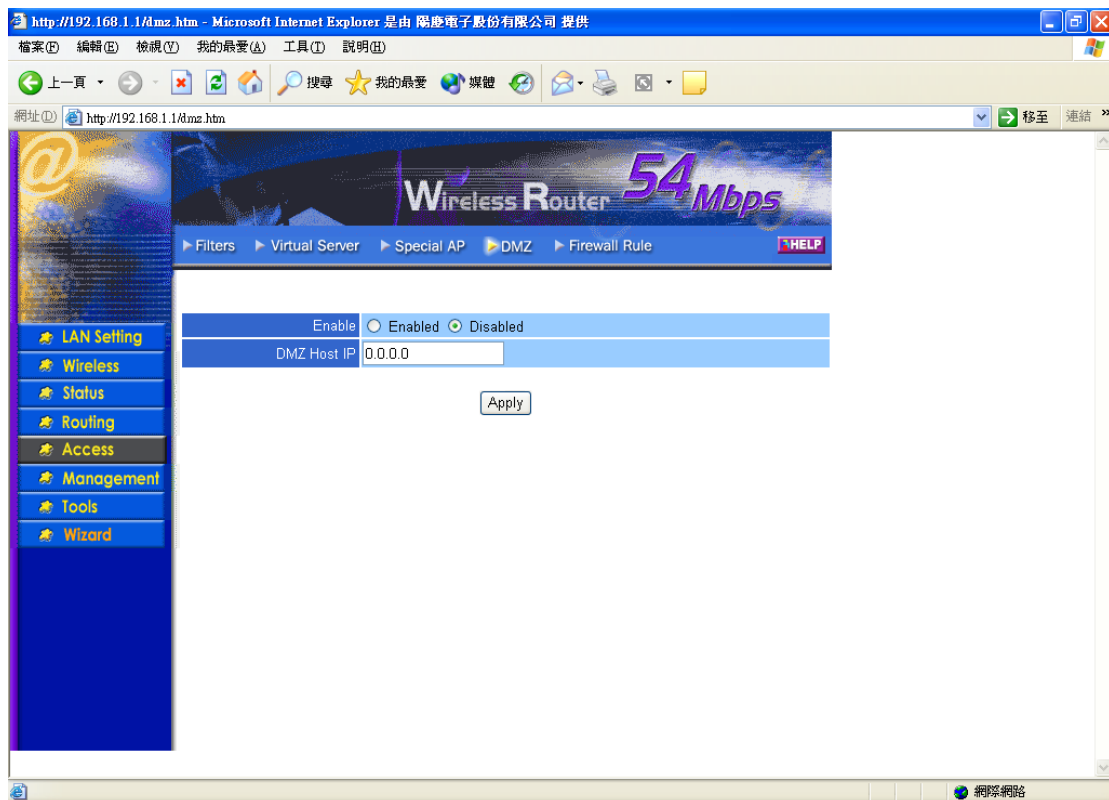 http://192.168.1.1/dmz.htm - Microsoft Internet Explorer 是由 陽慶電子股份有限公司 提供
檔案(F) 編輯(E) 檢視(V) 我的最愛(A) 工具(T) 說明(H)
上一頁 搜尋 我的最愛 媒體
網址(D) http://192.168.1.1/dmz.htm 移至 連結 »
@
Wireless Router 54Mbps
Filters Virtual Server Special AP DMZ Firewall Rule HELP
Enable Enabled Disabled
DMZ Host IP 0.0.0.0
Apply
LAN Setting
Wireless
Status
Routing
Access
Management
Tools
Wizard
網際網路